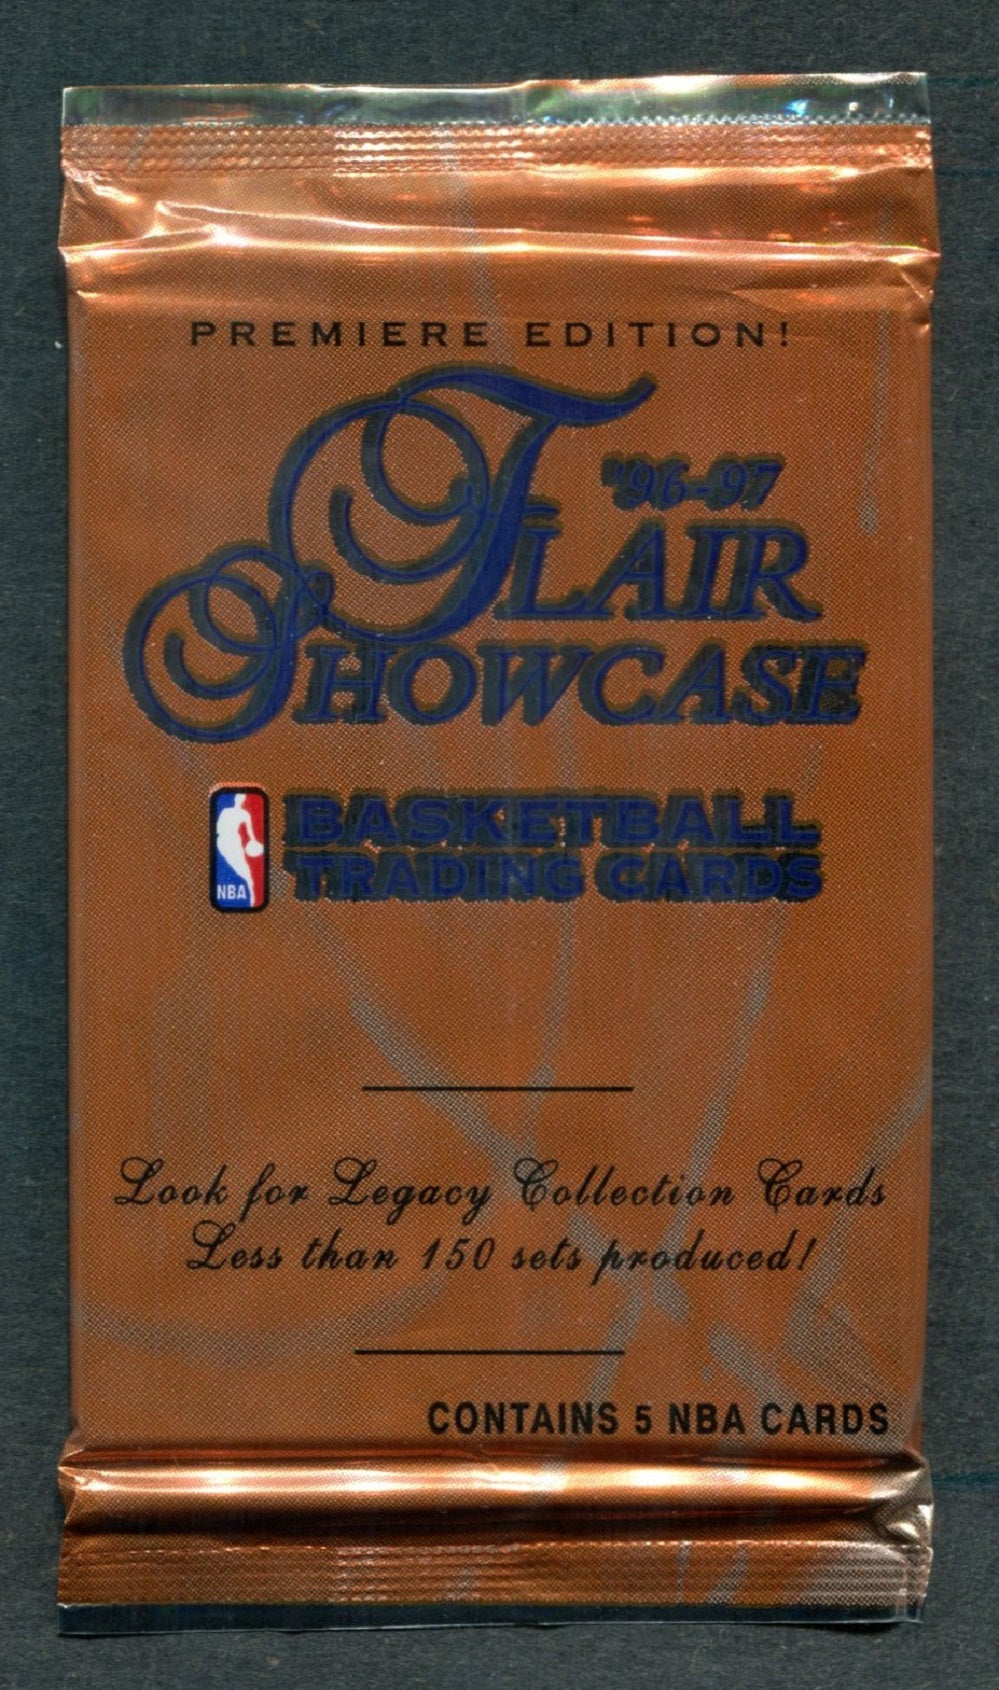 PREMIERE EDITION!
'96-97
FLAIR
SHOWCASE
NBA
BASKETBALL
TRADING CARDS
Look for Legacy Collection Cards
Less than 150 sets produced!
CONTAINS 5 NBA CARDS